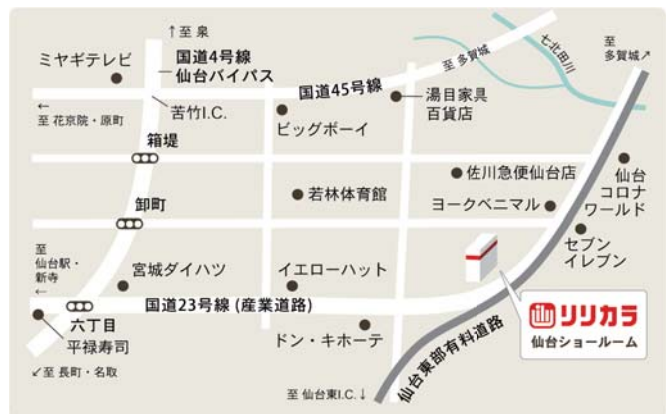 ↑至 泉
国道4号線
仙台バイパス
ミヤギテレビ
苦竹I.C.
←
至 花京院・原町
国道45号線
至 多賀城
七北田川
至
多賀城↗
湯目家具
百貨店
ビッグボーイ
箱堤
佐川急便仙台店
若林体育館
ヨークベニマル
仙台
コロナ
ワールド
卸町
セブン
イレブン
至
仙台駅・
新寺
←
宮城ダイハツ
イエローハット
国道23号線 (産業道路)
六丁目
平禄寿司
ドン・キホーテ
仙台東部有料道路
リリカラ
仙台ショールーム
↙至 長町・名取
至 仙台東I.C.↓